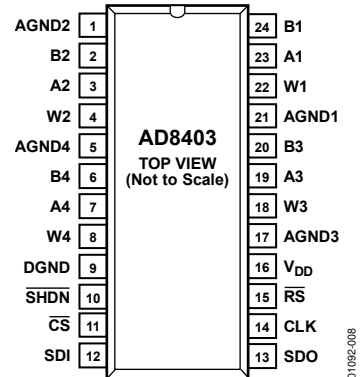 AGND2 1
B2 2
A2 3
W2 4
AGND4 5
B4 6
A4 7
W4 8
DGND 9
SHDN 10
CS 11
SDI 12
AD8403
TOP VIEW
(Not to Scale)
24 B1
23 A1
22 W1
21 AGND1
20 B3
19 A3
18 W3
17 AGND3
16 VDD
15 RS
14 CLK
13 SDO
01092-008